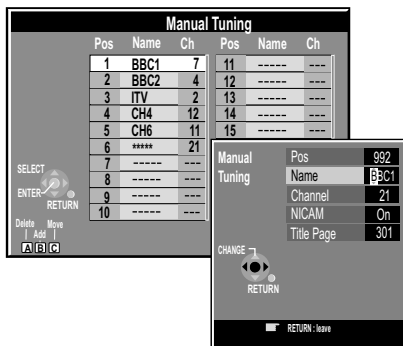 Manual Tuning
Pos Name Ch Pos Name Ch
1 BBC1 7 11 ----- ---
2 BBC2 4 12 ----- ---
3 ITV 2 13 ----- ---
4 CH4 12 14 ----- ---
5 CH6 11 15 ----- ---
6 ***** 21
7 ----- ---
8 ----- ---
9 ----- ---
10 ----- ---
SELECT
ENTER
RETURN
Delete Move
Add
A B C
Manual
Tuning
Pos 992
Name BBC1
Channel 21
NICAM On
Title Page 301
CHANGE
RETURN
RETURN : leave